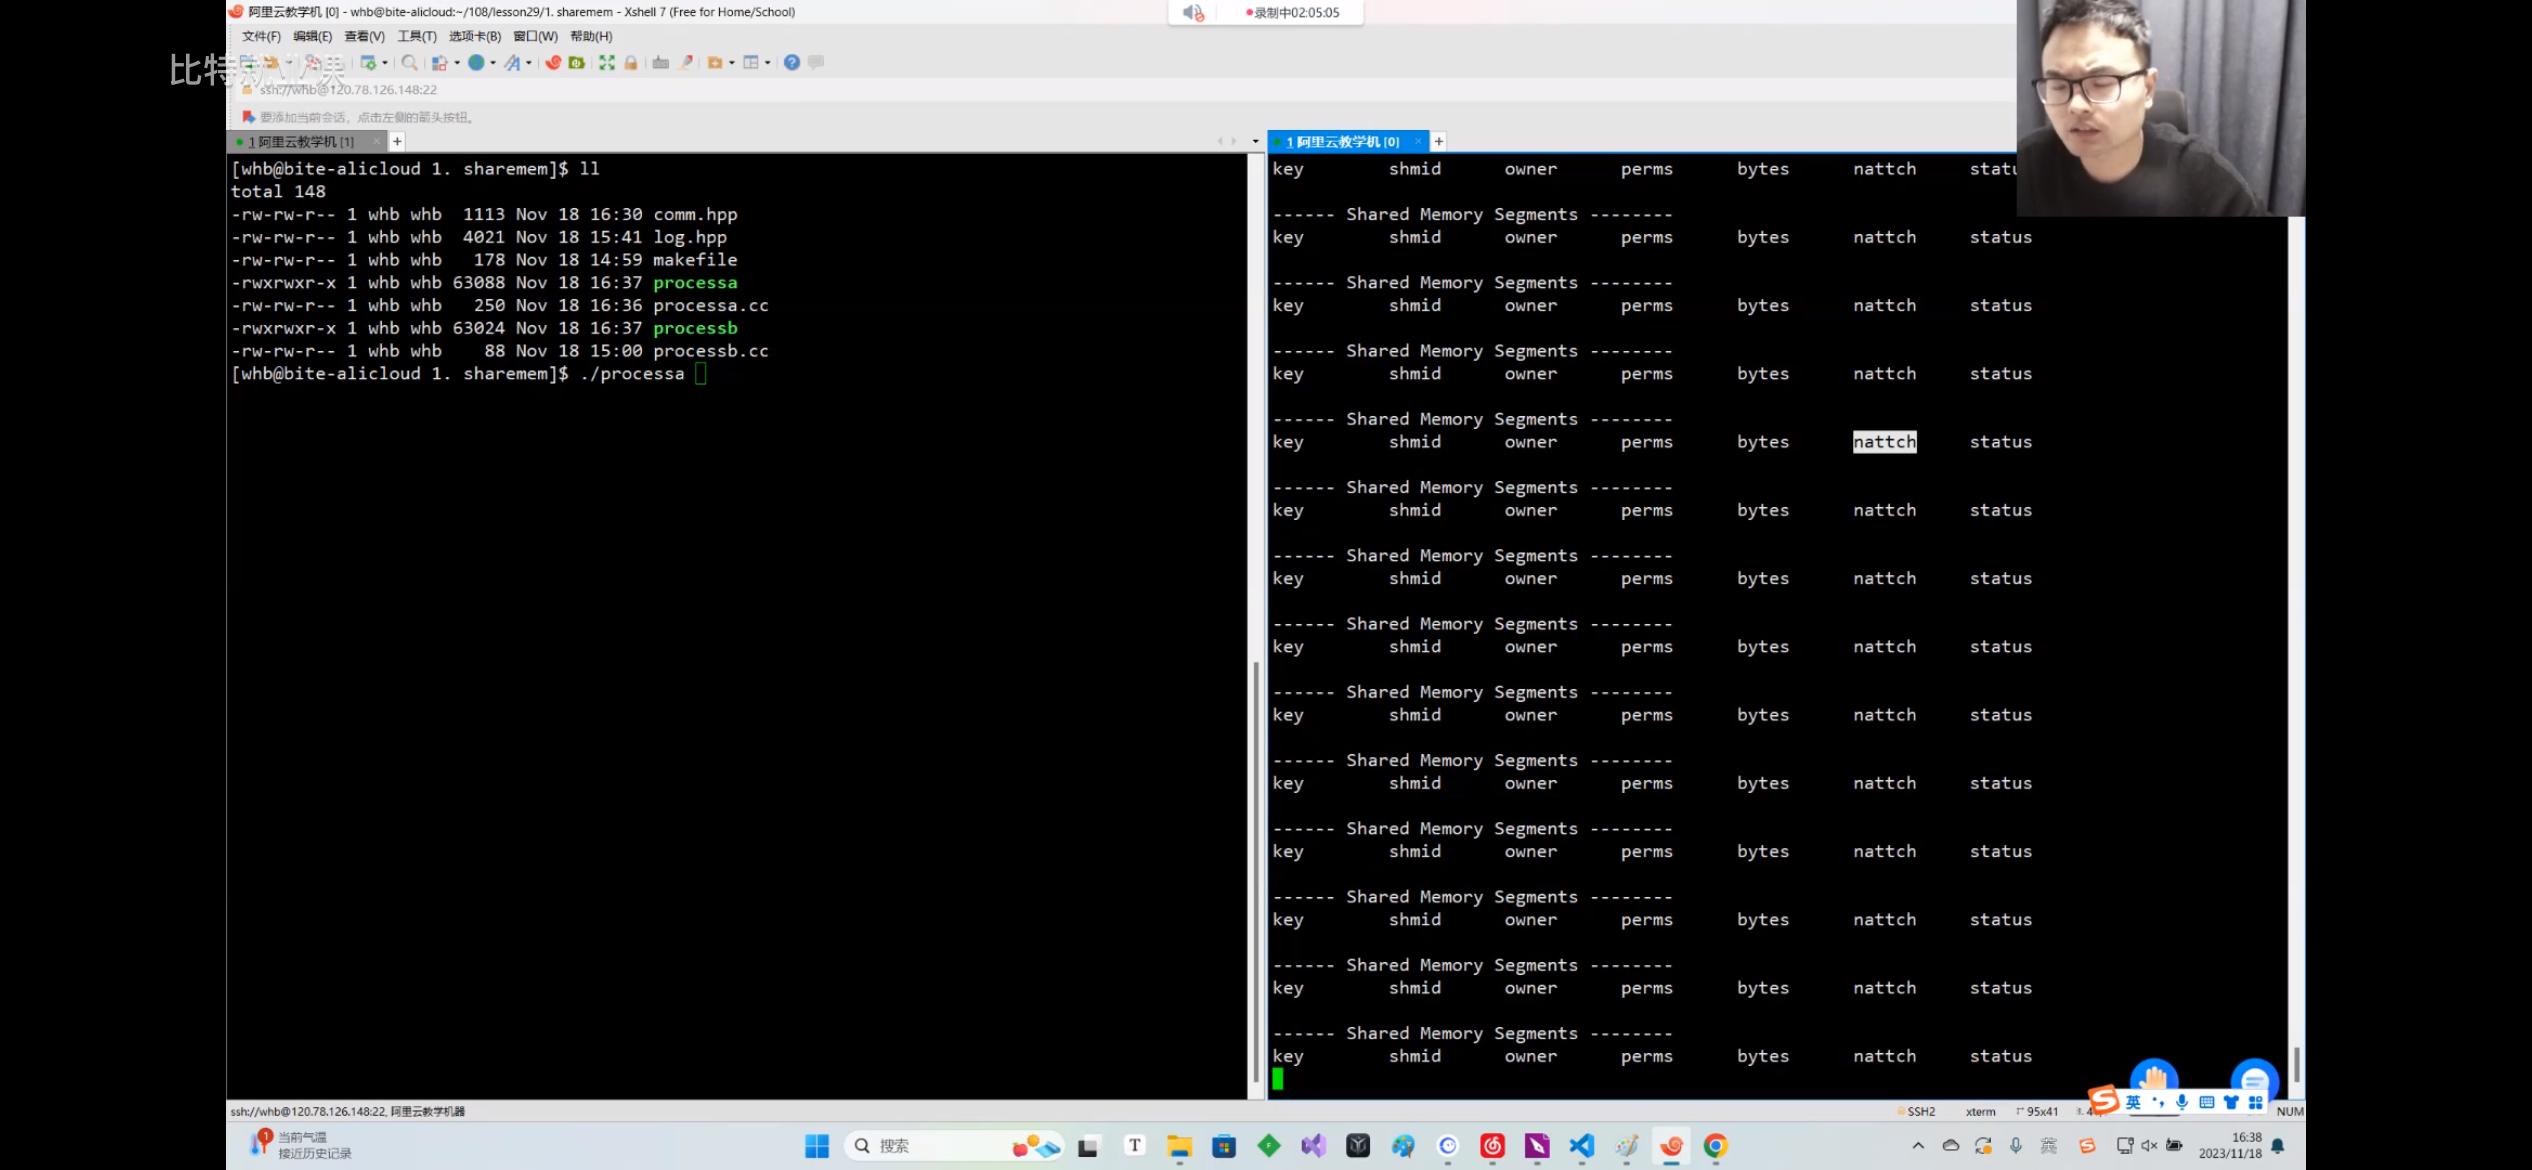 阿里云教学机 [0] - whb@bite-alicloud:~/108/lesson29/1. sharemem - Xshell 7 (Free for Home/School)
录制中02:05:05
文件(F) 编辑(E) 查看(V) 工具(T) 选项卡(B) 窗口(W) 帮助(H)
比特就业课
ssh://whb@120.78.126.148:22
要添加当前会话，点击左侧的箭头按钮。
1 阿里云教学机 [1]
[whb@bite-alicloud 1. sharemem]$ ll
total 148
-rw-rw-r-- 1 whb whb  1113 Nov 18 16:30 comm.hpp
-rw-rw-r-- 1 whb whb  4021 Nov 18 15:41 log.hpp
-rw-rw-r-- 1 whb whb   178 Nov 18 14:59 makefile
-rwxrwxr-x 1 whb whb 63088 Nov 18 16:37 processa
-rw-rw-r-- 1 whb whb   250 Nov 18 16:36 processa.cc
-rwxrwxr-x 1 whb whb 63024 Nov 18 16:37 processb
-rw-rw-r-- 1 whb whb    88 Nov 18 15:00 processb.cc
[whb@bite-alicloud 1. sharemem]$ ./processa
1 阿里云教学机 [0]
key shmid owner perms bytes nattch
------ Shared Memory Segments --------
key shmid owner perms bytes nattch status
------ Shared Memory Segments --------
key shmid owner perms bytes nattch status
------ Shared Memory Segments --------
key shmid owner perms bytes nattch status
------ Shared Memory Segments --------
key shmid owner perms bytes nattch status
------ Shared Memory Segments --------
key shmid owner perms bytes nattch status
------ Shared Memory Segments --------
key shmid owner perms bytes nattch status
------ Shared Memory Segments --------
key shmid owner perms bytes nattch status
------ Shared Memory Segments --------
key shmid owner perms bytes nattch status
------ Shared Memory Segments --------
key shmid owner perms bytes nattch status
------ Shared Memory Segments --------
key shmid owner perms bytes nattch status
------ Shared Memory Segments --------
key shmid owner perms bytes nattch status
------ Shared Memory Segments --------
key shmid owner perms bytes nattch status
------ Shared Memory Segments --------
key shmid owner perms bytes nattch status
ssh://whb@120.78.126.148:22, 阿里云教学机器
SSH2 xterm 95x41 NUM
英
当前气温
接近历史记录
搜索
英
16:38
2023/11/18